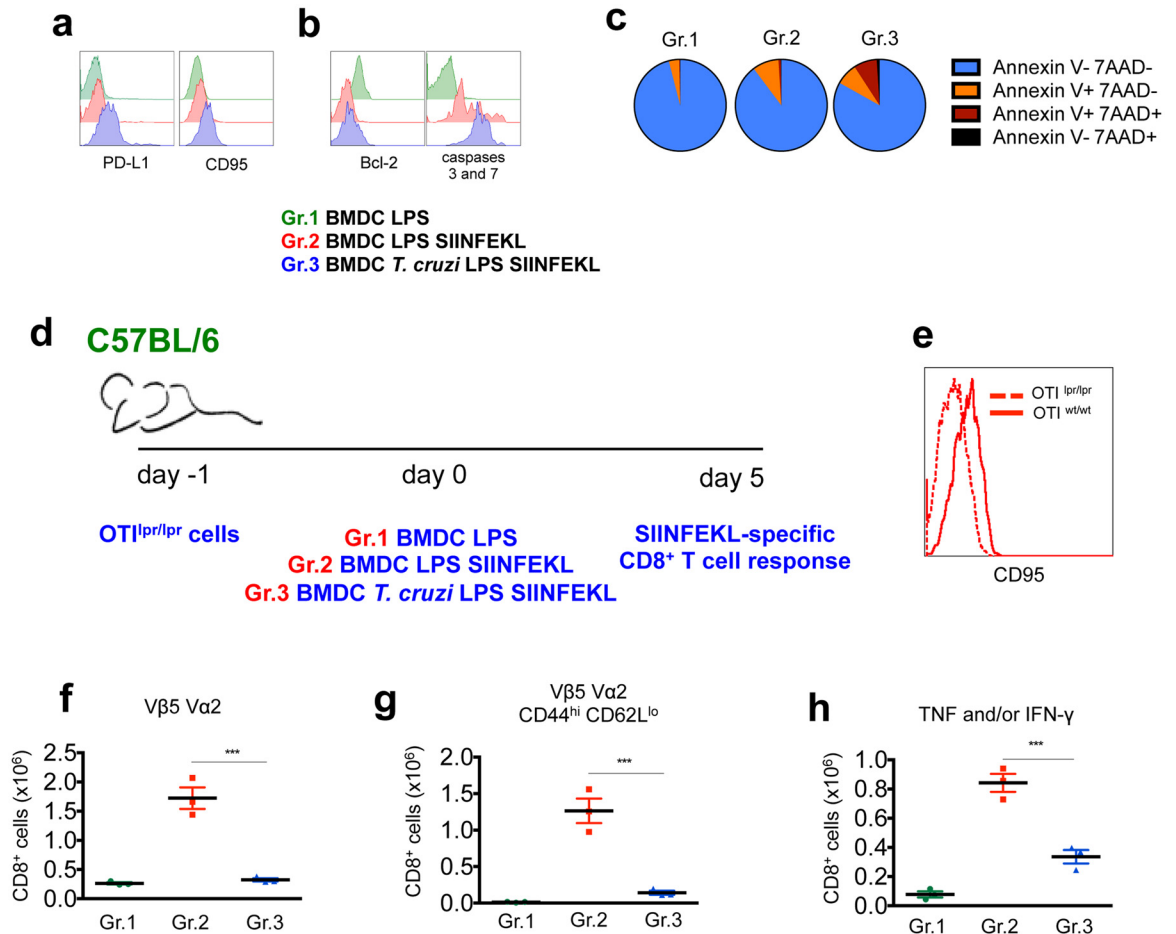 a
b
c
PD-L1
CD95
Bcl-2
caspases
3 and 7
Gr.1
Gr.2
Gr.3
Annexin V- 7AAD-
Annexin V+ 7AAD-
Annexin V+ 7AAD+
Annexin V- 7AAD+
Gr.1 BMDC LPS
Gr.2 BMDC LPS SIINFEKL
Gr.3 BMDC T. cruzi LPS SIINFEKL
d
C57BL/6
day -1
day 0
day 5
OTI lpr/lpr cells
Gr.1 BMDC LPS
Gr.2 BMDC LPS SIINFEKL
Gr.3 BMDC T. cruzi LPS SIINFEKL
SIINFEKL-specific
CD8+ T cell response
e
OTI lpr/lpr
OTI wt/wt
CD95
f
Vβ5 Vα2
CD8+ cells (x10⁶)
2.5
2.0
1.5
1.0
0.5
0.0
***
Gr.1
Gr.2
Gr.3
g
Vβ5 Vα2
CD44hi CD62Llo
CD8+ cells (x10⁶)
2.0
1.5
1.0
0.5
0.0
***
Gr.1
Gr.2
Gr.3
h
TNF and/or IFN-γ
CD8+ cells (x10⁶)
1.0
0.8
0.6
0.4
0.2
0.0
***
Gr.1
Gr.2
Gr.3